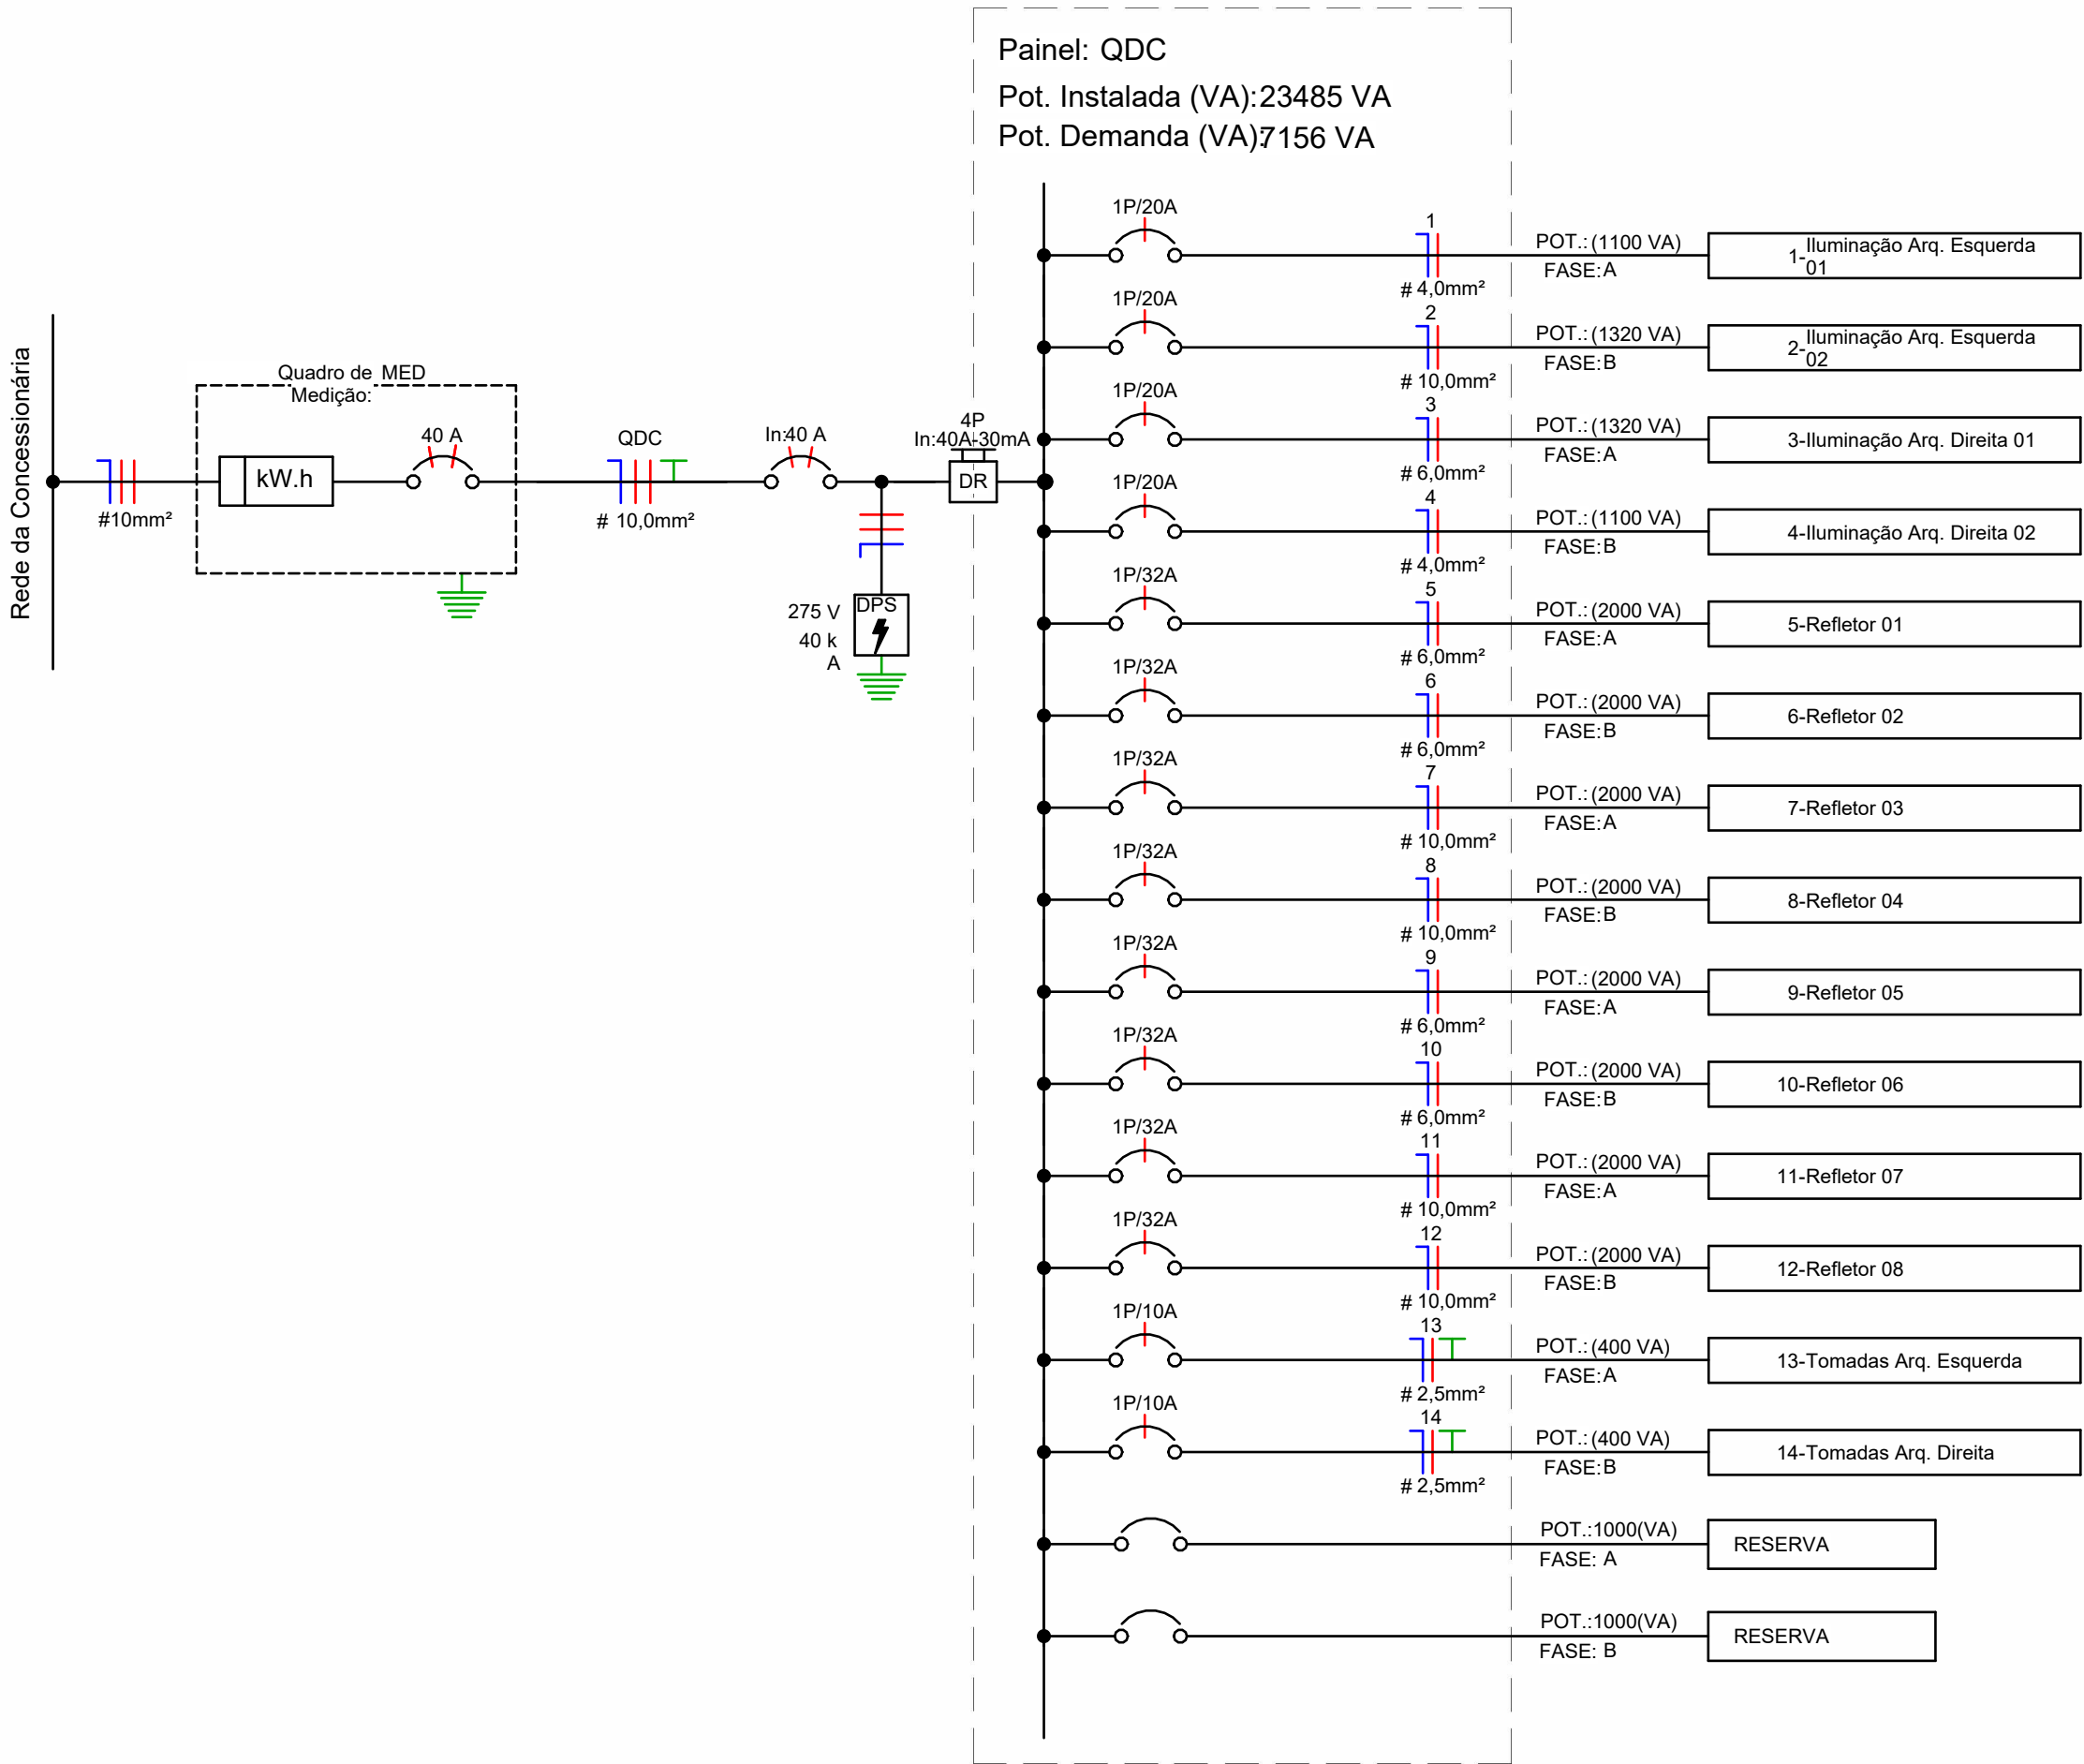 Painel: QDC
Pot. Instalada (VA):23485 VA
Pot. Demanda (VA):7156 VA
Rede da Concessionária
#10mm²
Quadro de MED
Medição:
kW.h
40 A
QDC
# 10,0mm²
In:40 A
275 V
40 k
A
DPS
4P
In:40A-30mA
DR
1P/20A
1
# 4,0mm²
POT.:(1100 VA)
FASE:A
1-Iluminação Arq. Esquerda
01
1P/20A
2
# 10,0mm²
POT.:(1320 VA)
FASE:B
2-Iluminação Arq. Esquerda
02
1P/20A
3
# 6,0mm²
POT.:(1320 VA)
FASE:A
3-Iluminação Arq. Direita 01
1P/20A
4
# 4,0mm²
POT.:(1100 VA)
FASE:B
4-Iluminação Arq. Direita 02
1P/32A
5
# 6,0mm²
POT.:(2000 VA)
FASE:A
5-Refletor 01
1P/32A
6
# 6,0mm²
POT.:(2000 VA)
FASE:B
6-Refletor 02
1P/32A
7
# 10,0mm²
POT.:(2000 VA)
FASE:A
7-Refletor 03
1P/32A
8
# 10,0mm²
POT.:(2000 VA)
FASE:B
8-Refletor 04
1P/32A
9
# 6,0mm²
POT.:(2000 VA)
FASE:A
9-Refletor 05
1P/32A
10
# 6,0mm²
POT.:(2000 VA)
FASE:B
10-Refletor 06
1P/32A
11
# 10,0mm²
POT.:(2000 VA)
FASE:A
11-Refletor 07
1P/32A
12
# 10,0mm²
POT.:(2000 VA)
FASE:B
12-Refletor 08
1P/10A
13
# 2,5mm²
POT.:(400 VA)
FASE:A
13-Tomadas Arq. Esquerda
1P/10A
14
# 2,5mm²
POT.:(400 VA)
FASE:B
14-Tomadas Arq. Direita
POT.:1000(VA)
FASE: A
RESERVA
POT.:1000(VA)
FASE: B
RESERVA